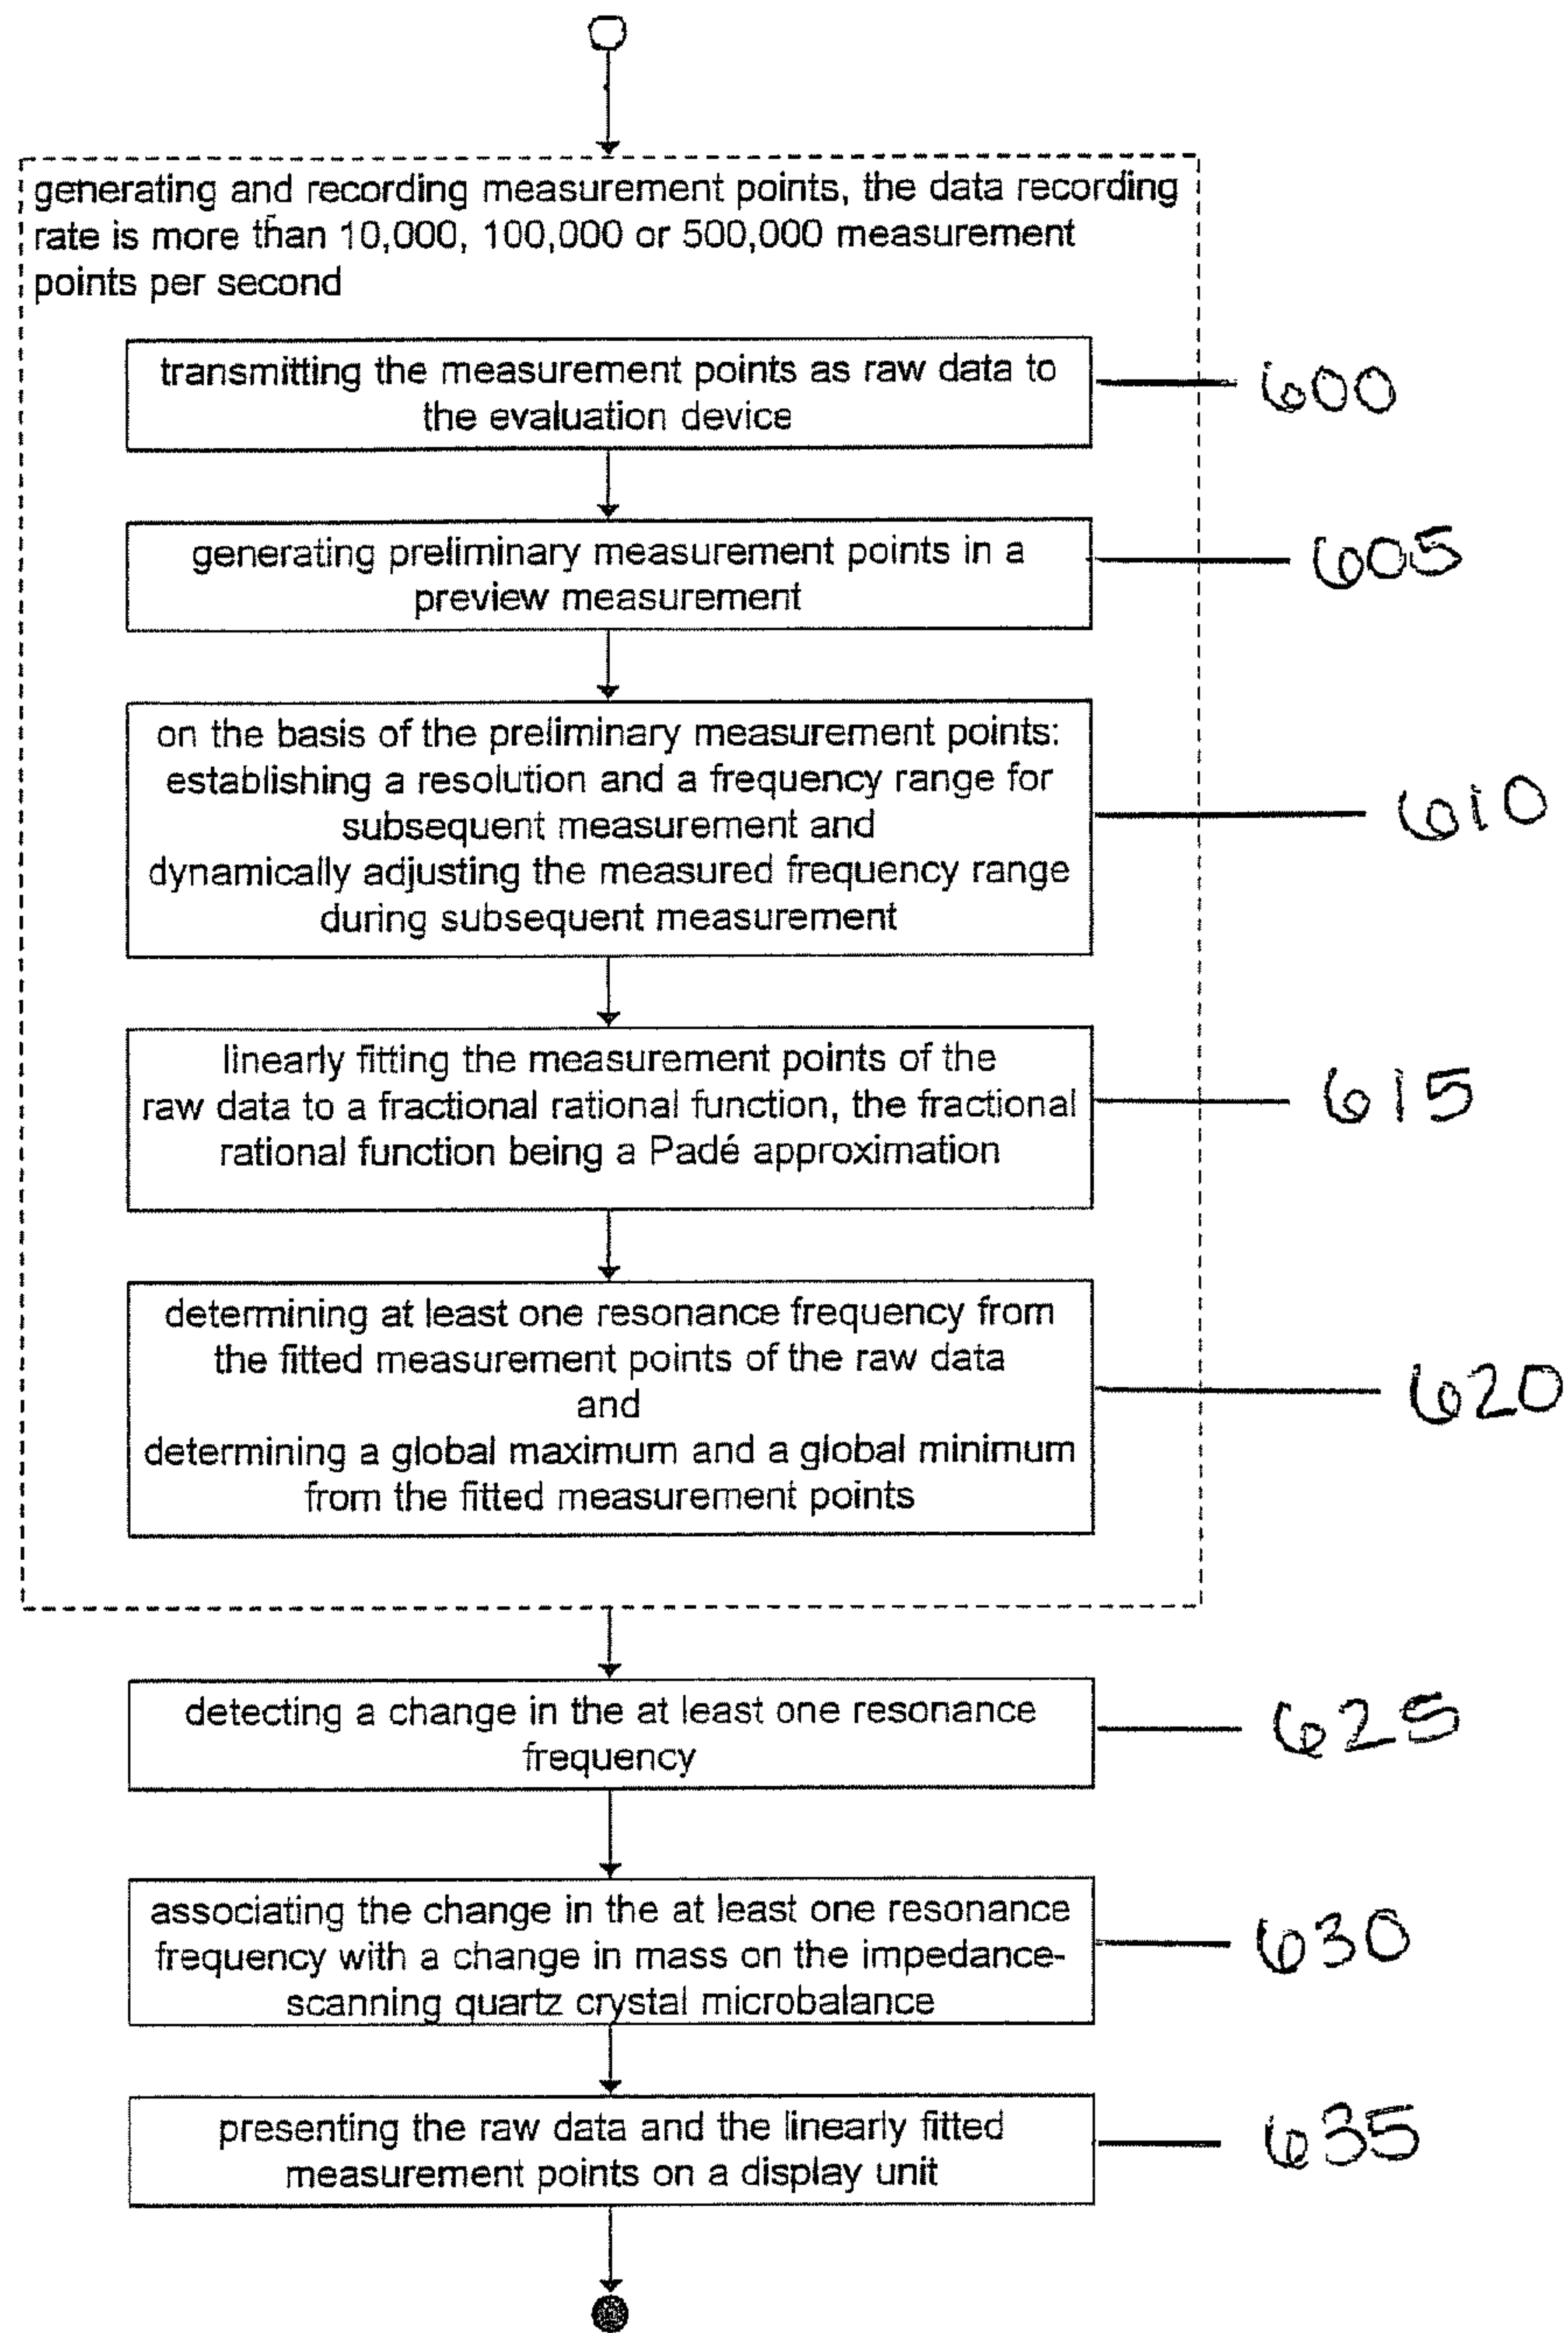 generating and recording measurement points, the data recording
rate is more than 10,000, 100,000 or 500,000 measurement
points per second
transmitting the measurement points as raw data to
the evaluation device
600
generating preliminary measurement points in a
preview measurement
605
on the basis of the preliminary measurement points:
establishing a resolution and a frequency range for
subsequent measurement and
dynamically adjusting the measured frequency range
during subsequent measurement
610
linearly fitting the measurement points of the
raw data to a fractional rational function, the fractional
rational function being a Padé approximation
615
determining at least one resonance frequency from
the fitted measurement points of the raw data
and
determining a global maximum and a global minimum
from the fitted measurement points
620
detecting a change in the at least one resonance
frequency
625
associating the change in the at least one resonance
frequency with a change in mass on the impedance-
scanning quartz crystal microbalance
630
presenting the raw data and the linearly fitted
measurement points on a display unit
635